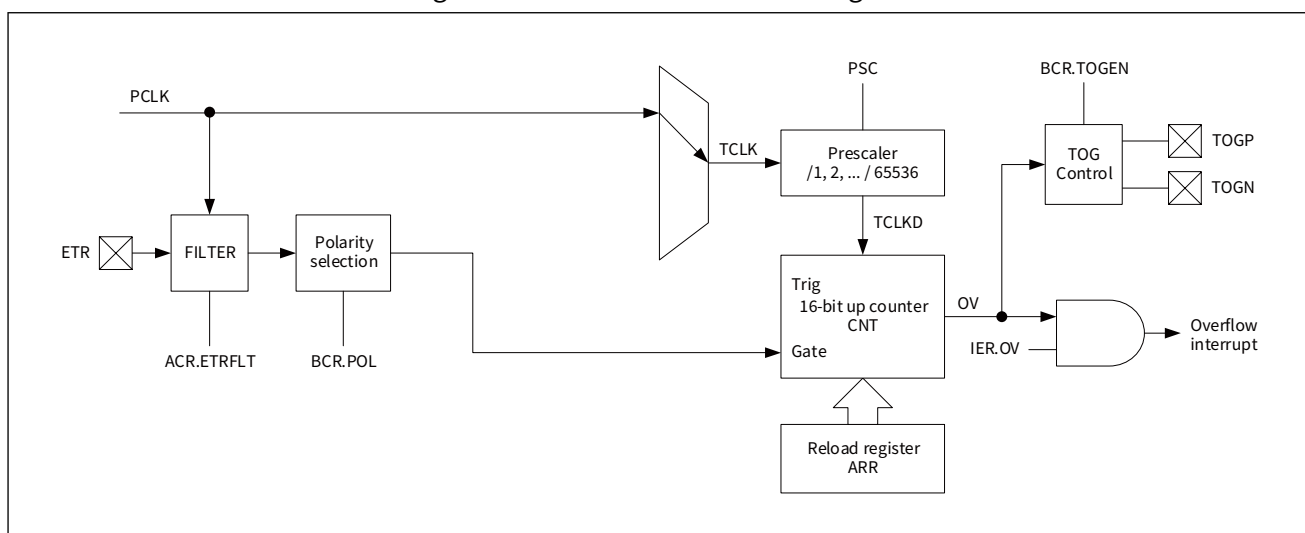 PSC
BCR.TOGEN
PCLK
TOG
Control
TOGP
TOGN
TCLK
Prescaler
/1, 2, ... / 65536
TCLKD
ETR
FILTER
Polarity
selection
Trig
16-bit up counter
CNT
Gate
OV
IER.OV
Overflow
interrupt
ACR.ETRFLT
BCR.POL
Reload register
ARR